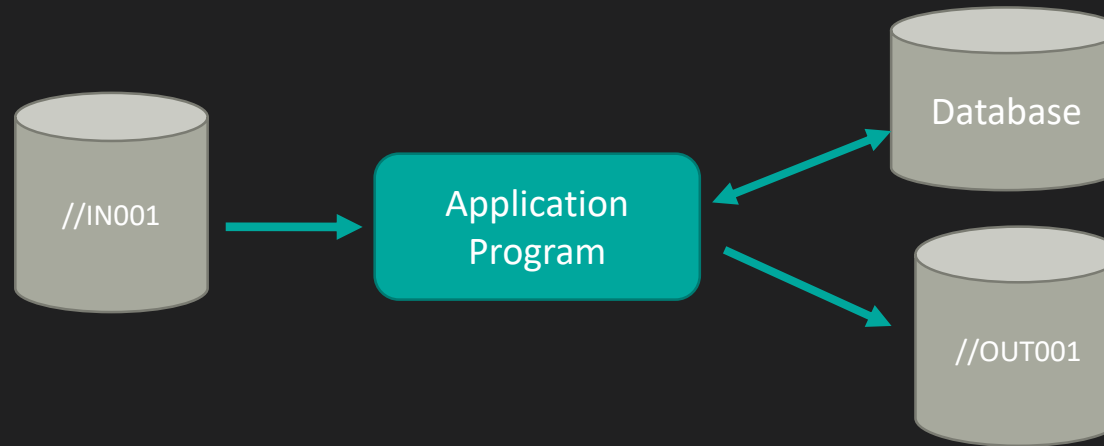 //IN001
Application
Program
Database
//OUT001